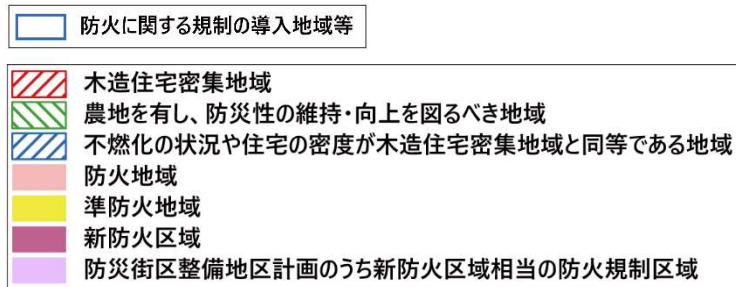 防火に関する規制の導入地域等
木造住宅密集地域
農地を有し、防災性の維持・向上を図るべき地域
不燃化の状況や住宅の密度が木造住宅密集地域と同等である地域
防火地域
準防火地域
新防火区域
防災街区整備地区計画のうち新防火区域相当の防火規制区域